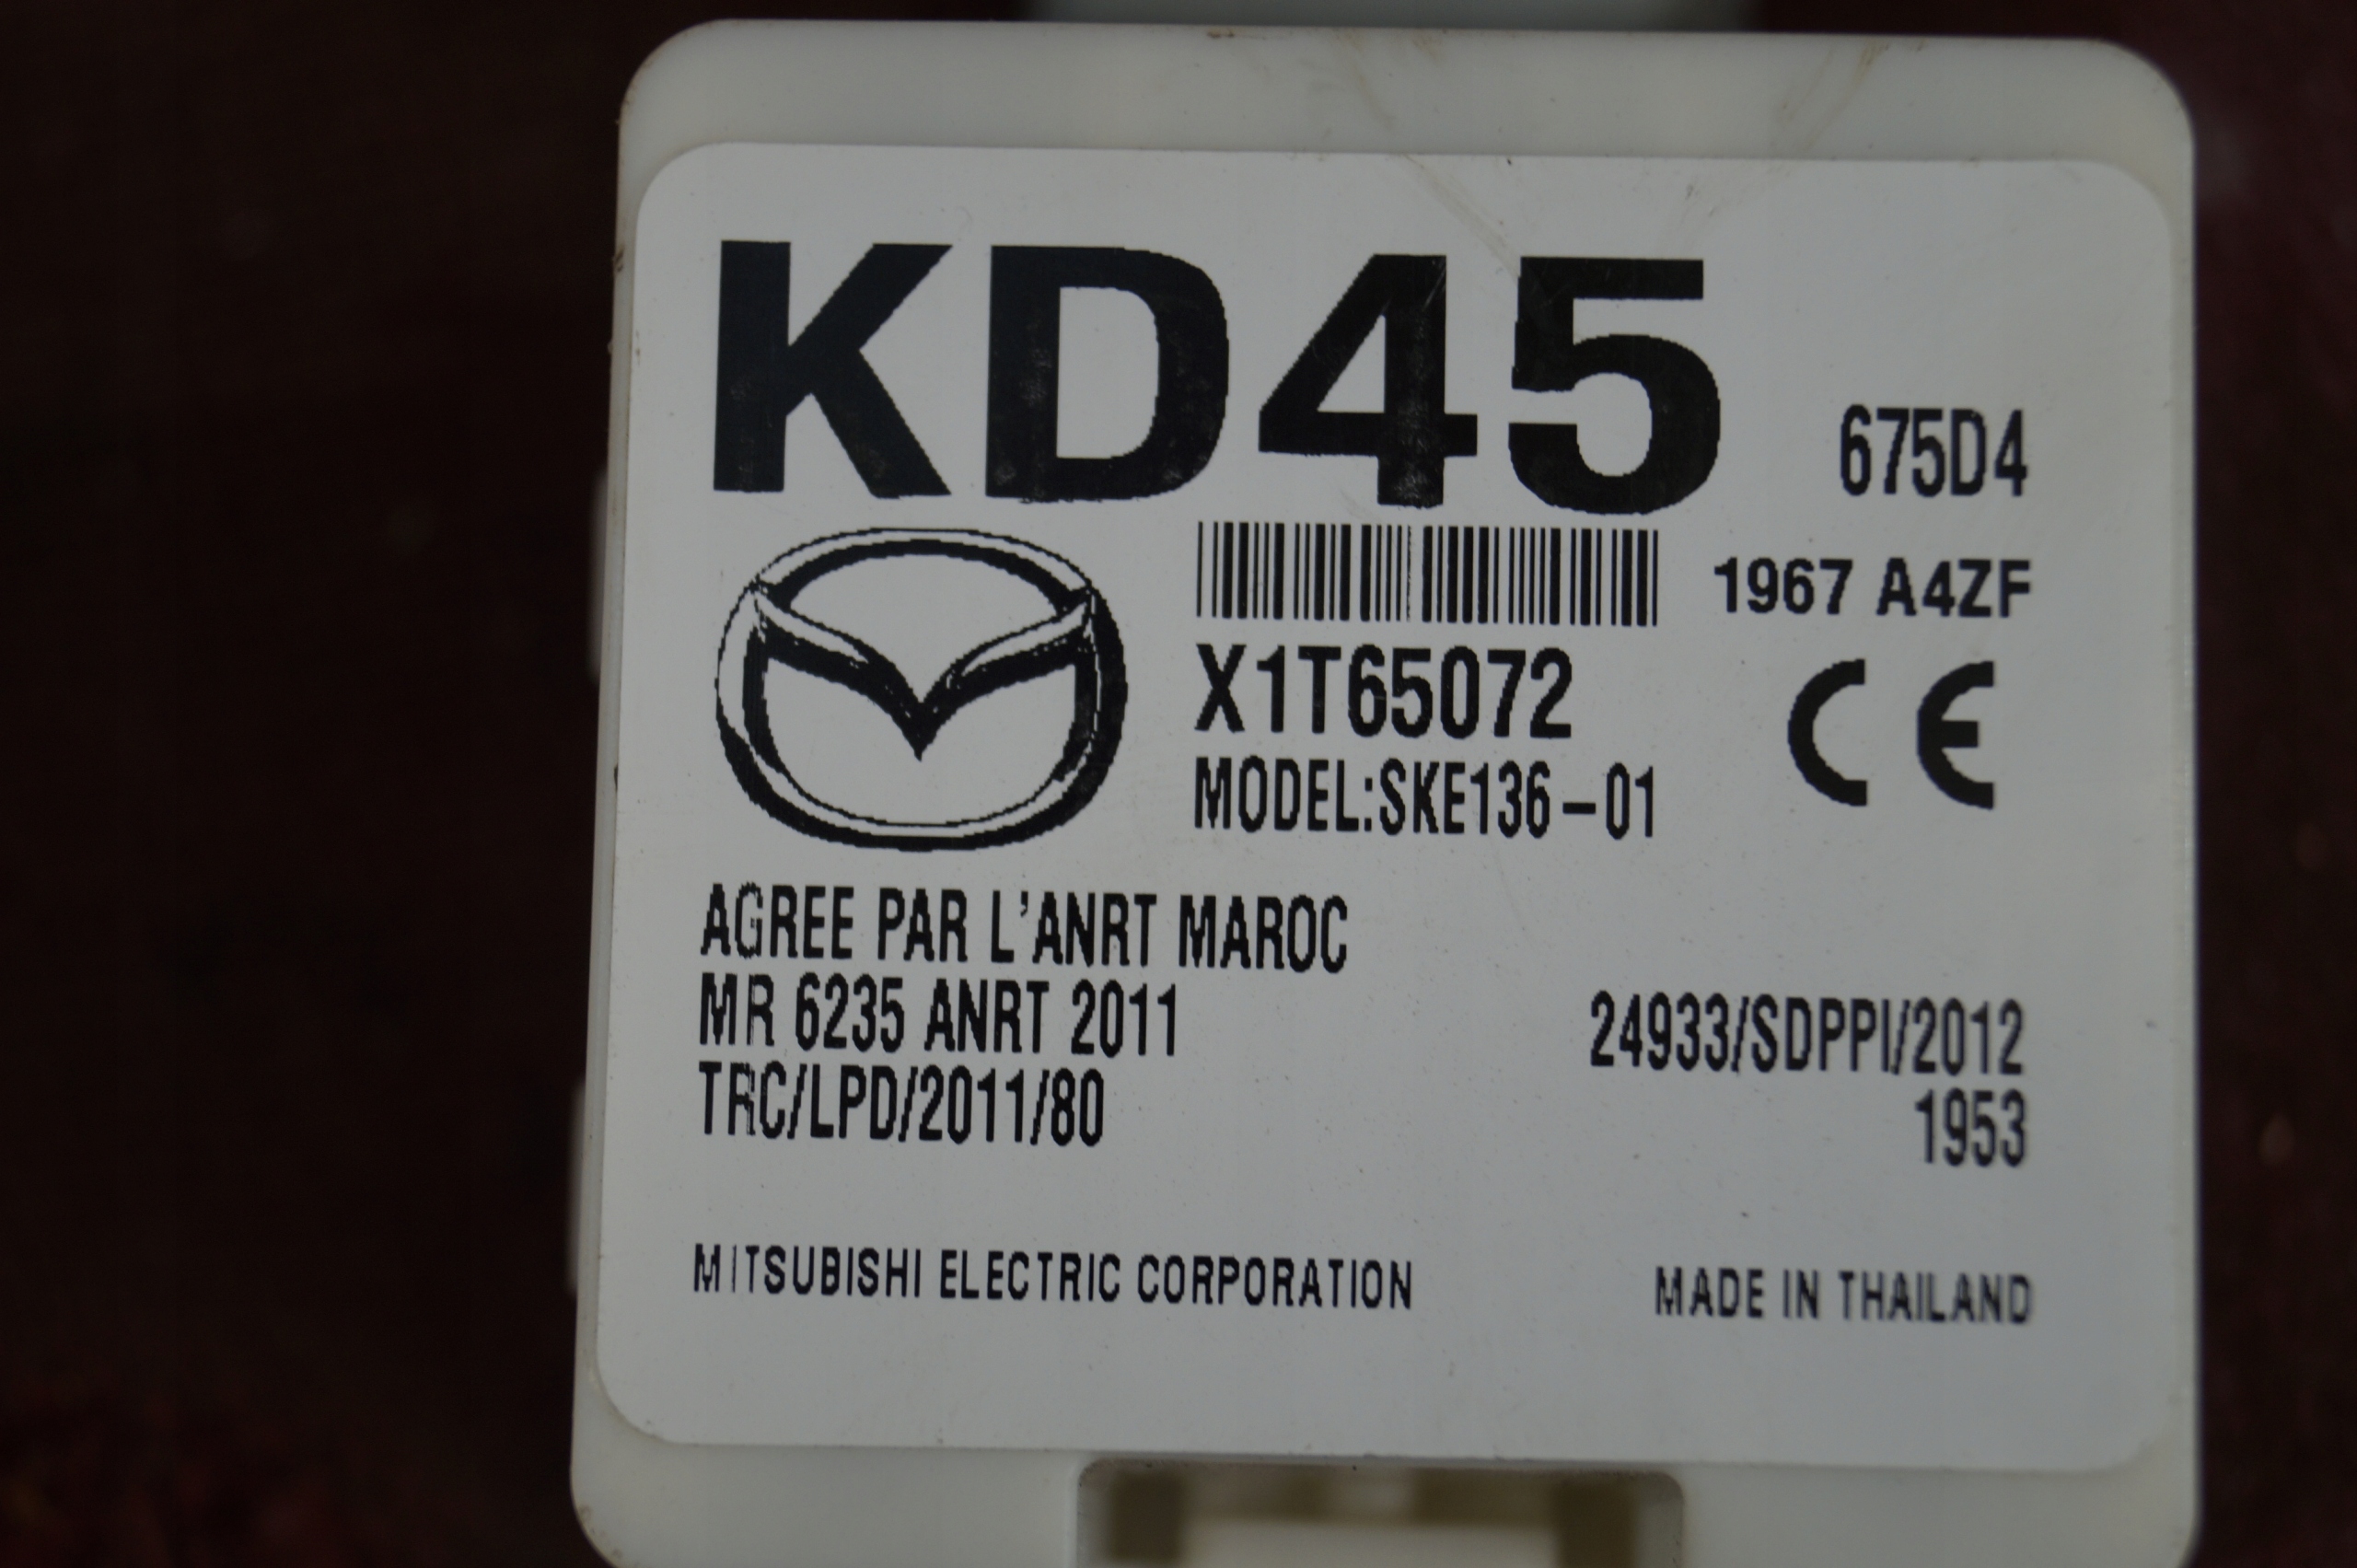 KD45
675D4
1967 A4ZF
X1T65072
MODEL:SKE136-01
CE
AGREE PAR L'ANRT MAROC
MR 6235 ANRT 2011
24933/SDPPI/2012
TRC/LPD/2011/80
1953
MITSUBISHI ELECTRIC CORPORATION
MADE IN THAILAND